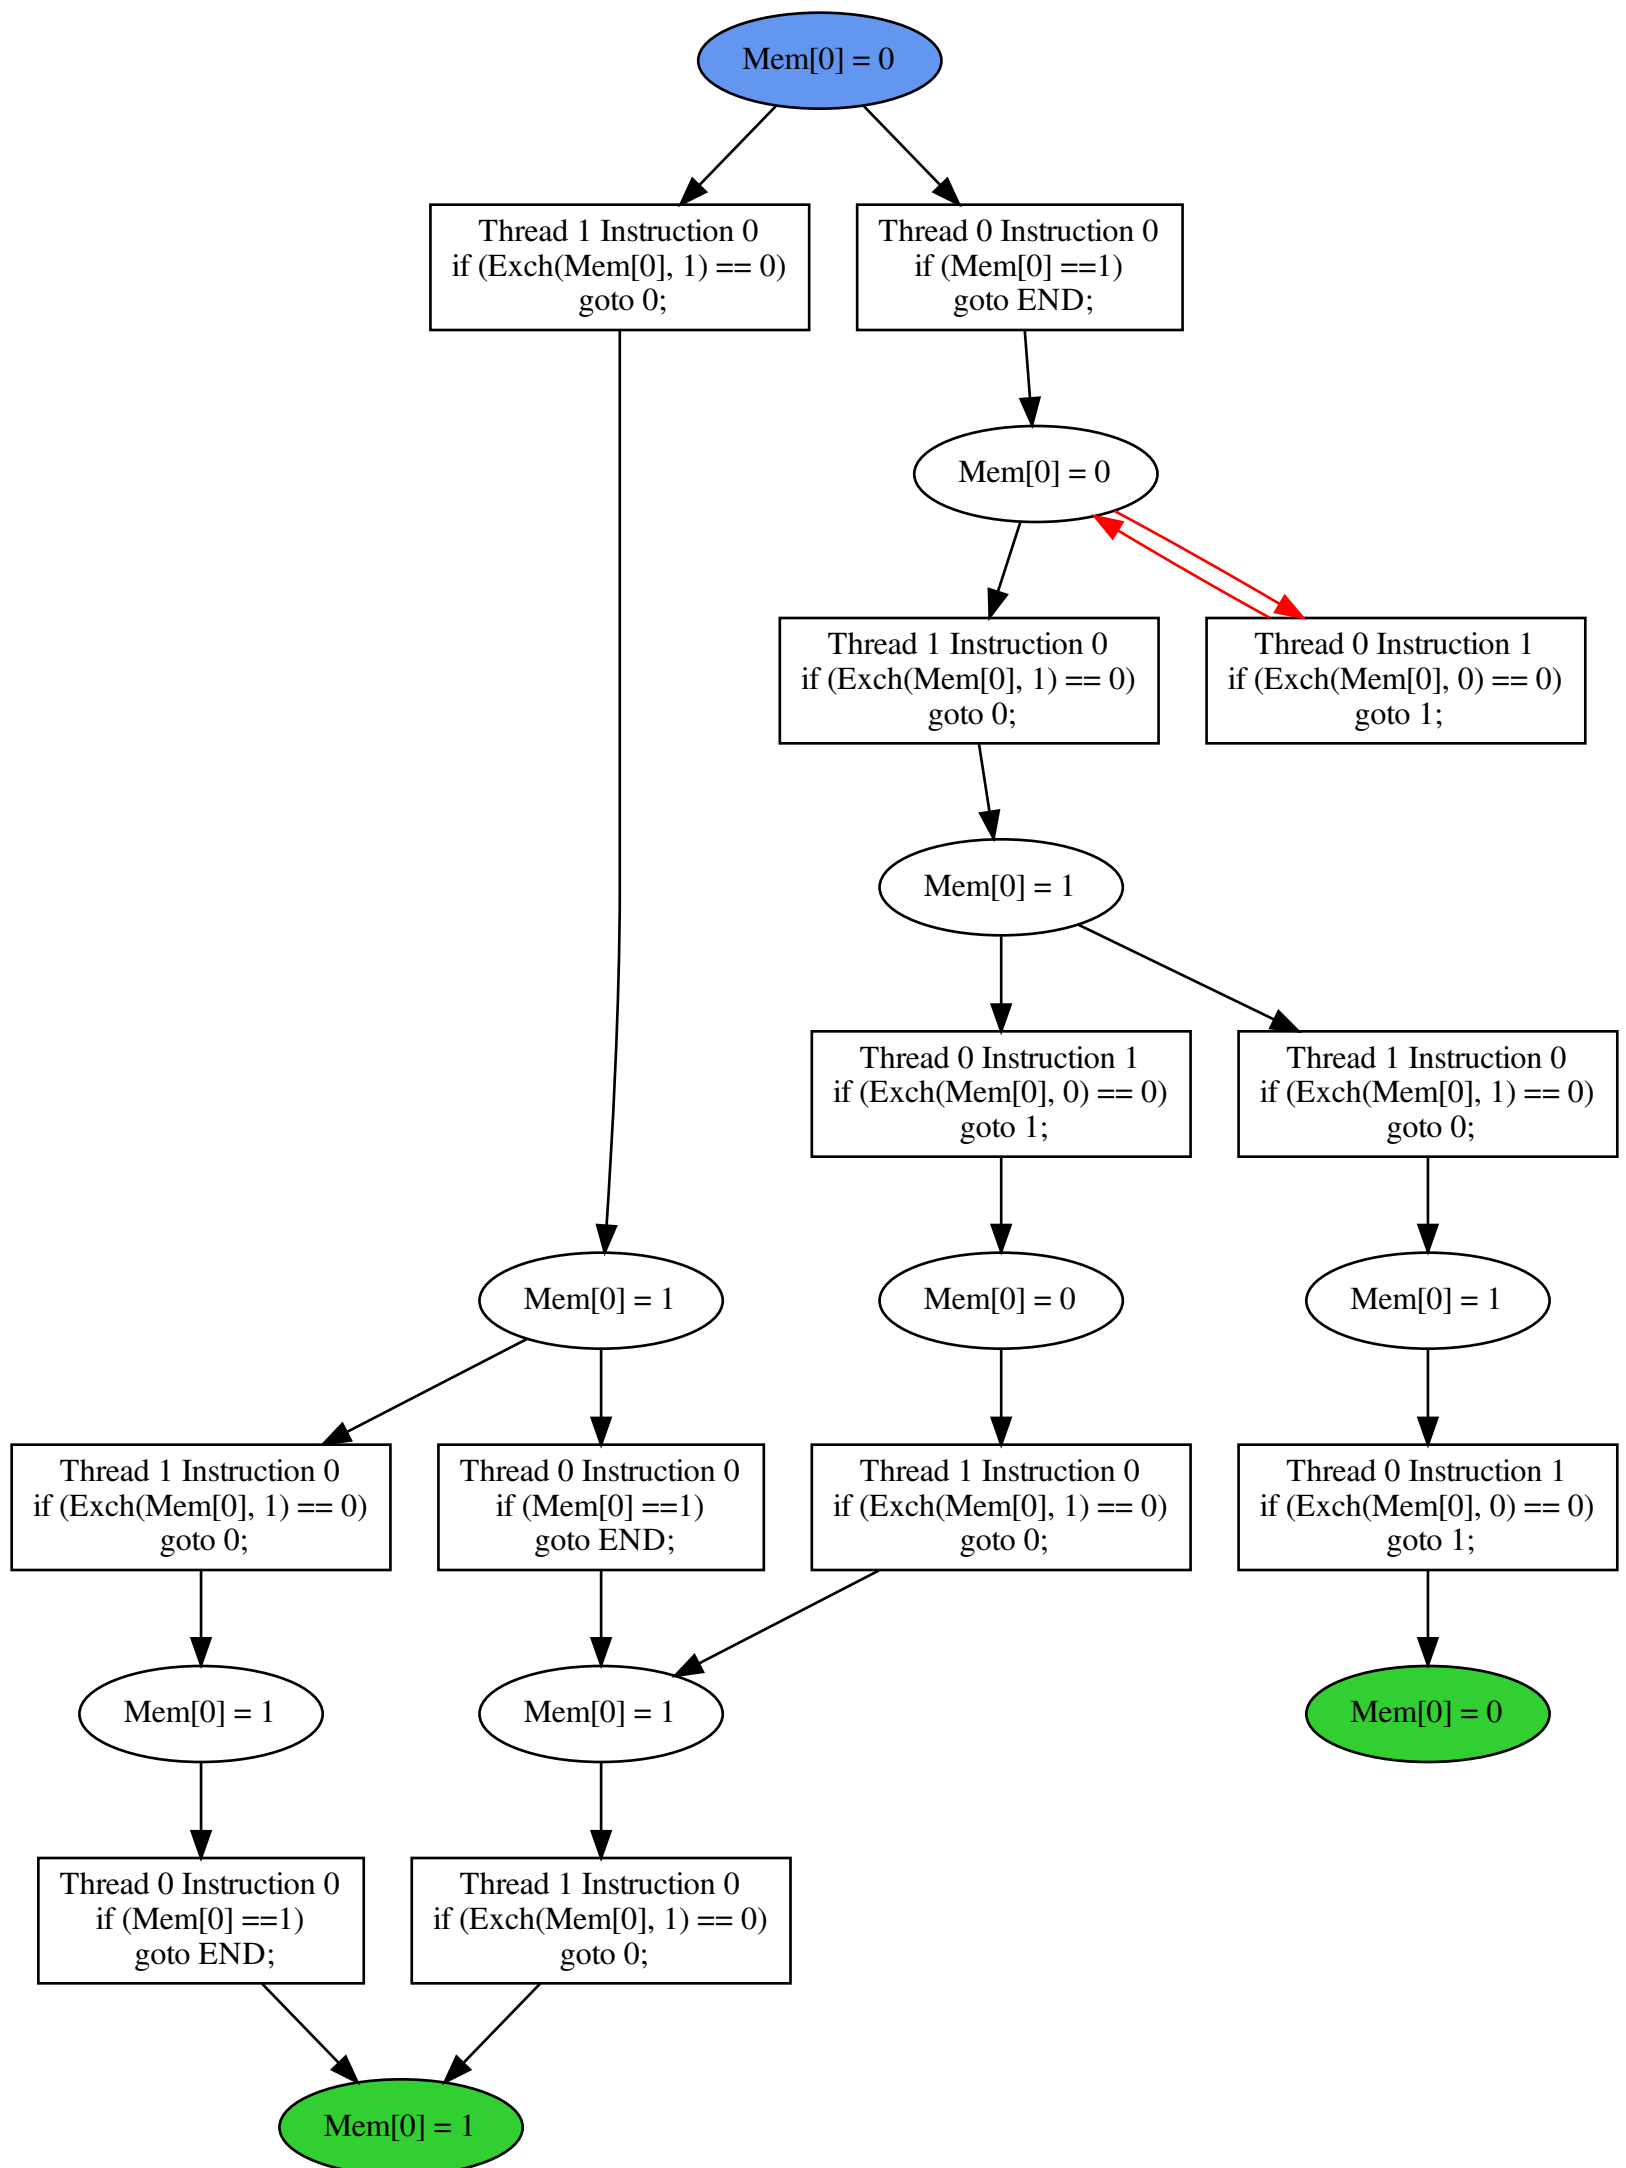 Mem[0] = 0
Thread 1 Instruction 0
if (Exch(Mem[0], 1) == 0)
goto 0;
Thread 0 Instruction 0
if (Mem[0] ==1)
goto END;
Mem[0] = 0
Thread 1 Instruction 0
if (Exch(Mem[0], 1) == 0)
goto 0;
Thread 0 Instruction 1
if (Exch(Mem[0], 0) == 0)
goto 1;
Mem[0] = 1
Thread 0 Instruction 1
if (Exch(Mem[0], 0) == 0)
goto 1;
Thread 1 Instruction 0
if (Exch(Mem[0], 1) == 0)
goto 0;
Mem[0] = 1
Mem[0] = 0
Mem[0] = 1
Thread 1 Instruction 0
if (Exch(Mem[0], 1) == 0)
goto 0;
Thread 0 Instruction 0
if (Mem[0] ==1)
goto END;
Thread 1 Instruction 0
if (Exch(Mem[0], 1) == 0)
goto 0;
Thread 0 Instruction 1
if (Exch(Mem[0], 0) == 0)
goto 1;
Mem[0] = 1
Mem[0] = 1
Mem[0] = 0
Thread 0 Instruction 0
if (Mem[0] ==1)
goto END;
Thread 1 Instruction 0
if (Exch(Mem[0], 1) == 0)
goto 0;
Mem[0] = 1